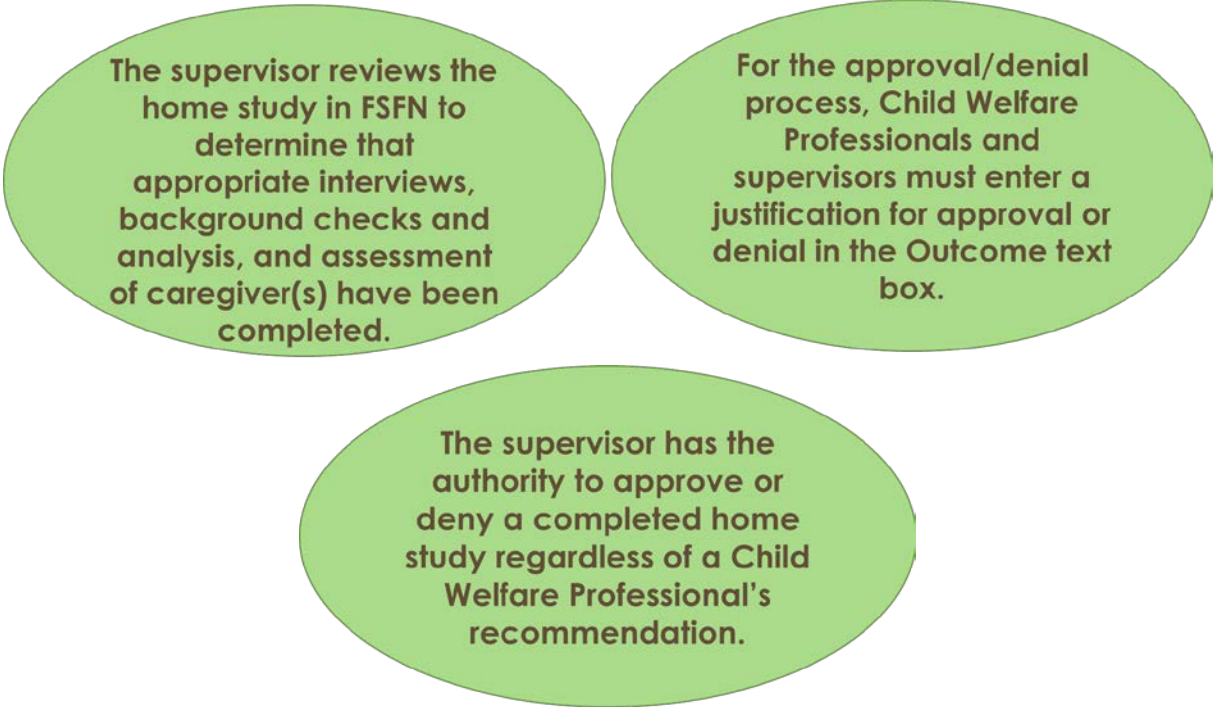 The supervisor reviews the
home study in FSFN to
determine that
appropriate interviews,
background checks and
analysis, and assessment
of caregiver(s) have been
completed.
For the approval/denial
process, Child Welfare
Professionals and
supervisors must enter a
justification for approval or
denial in the Outcome text
box.
The supervisor has the
authority to approve or
deny a completed home
study regardless of a Child
Welfare Professional’s
recommendation.